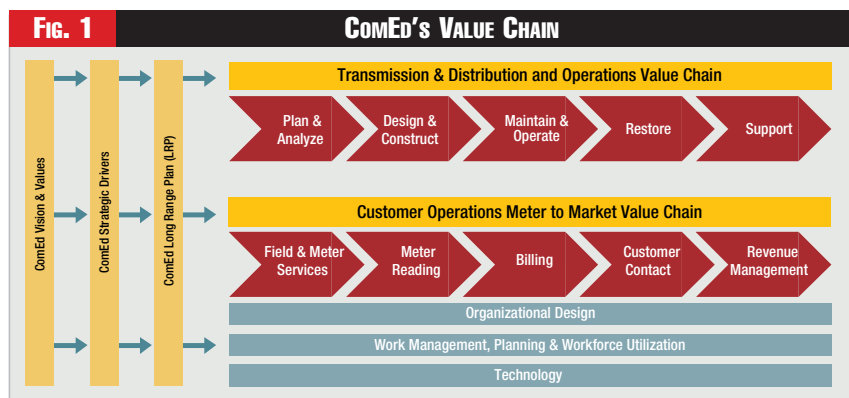 FIG. 1
COMED'S VALUE CHAIN
ComEd Vision & Values
ComEd Strategic Drivers
ComEd Long Range Plan (LRP)
Transmission & Distribution and Operations Value Chain
Plan &
Analyze
Design &
Construct
Maintain &
Operate
Restore
Support
Customer Operations Meter to Market Value Chain
Field & Meter
Services
Meter
Reading
Billing
Customer
Contact
Revenue
Management
Organizational Design
Work Management, Planning & Workforce Utilization
Technology